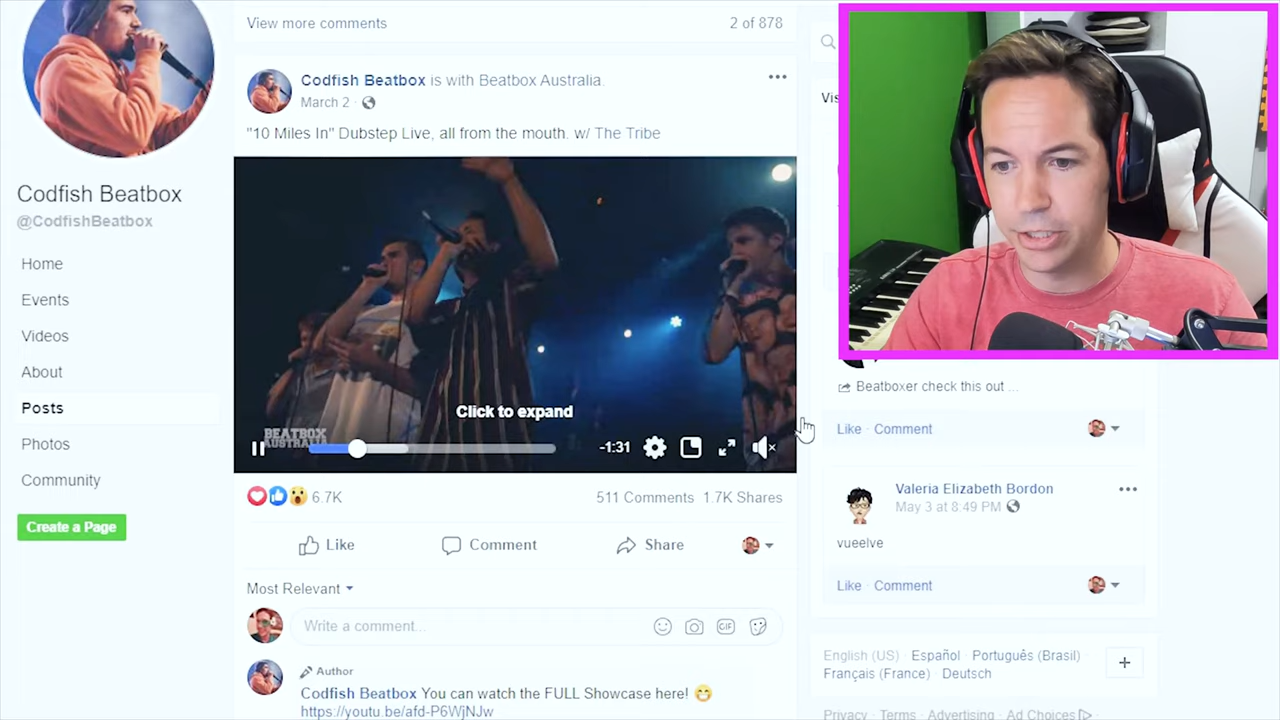 View more comments
2 of 878
Codfish Beatbox is with Beatbox Australia.
March 2 ·
"10 Miles In" Dubstep Live, all from the mouth. w/ The Tribe
Codfish Beatbox
@CodfishBeatbox
Home
Events
Videos
About
Posts
Photos
Community
Create a Page
Click to expand
BEATBOX
AUSTRALIA
-1:31
6.7K
511 Comments 1.7K Shares
Like Comment Share
Most Relevant
Write a comment...
GIF
Author
Codfish Beatbox You can watch the FULL Showcase here!
https://youtu.be/afd-P6WjNJw
Beatboxer check this out ...
Like · Comment
Valeria Elizabeth Bordon
May 3 at 8:49 PM
vueelve
Like · Comment
English (US) · Español · Português (Brasil) ·
Français (France) · Deutsch
Privacy · Terms · Advertising · Ad Choices